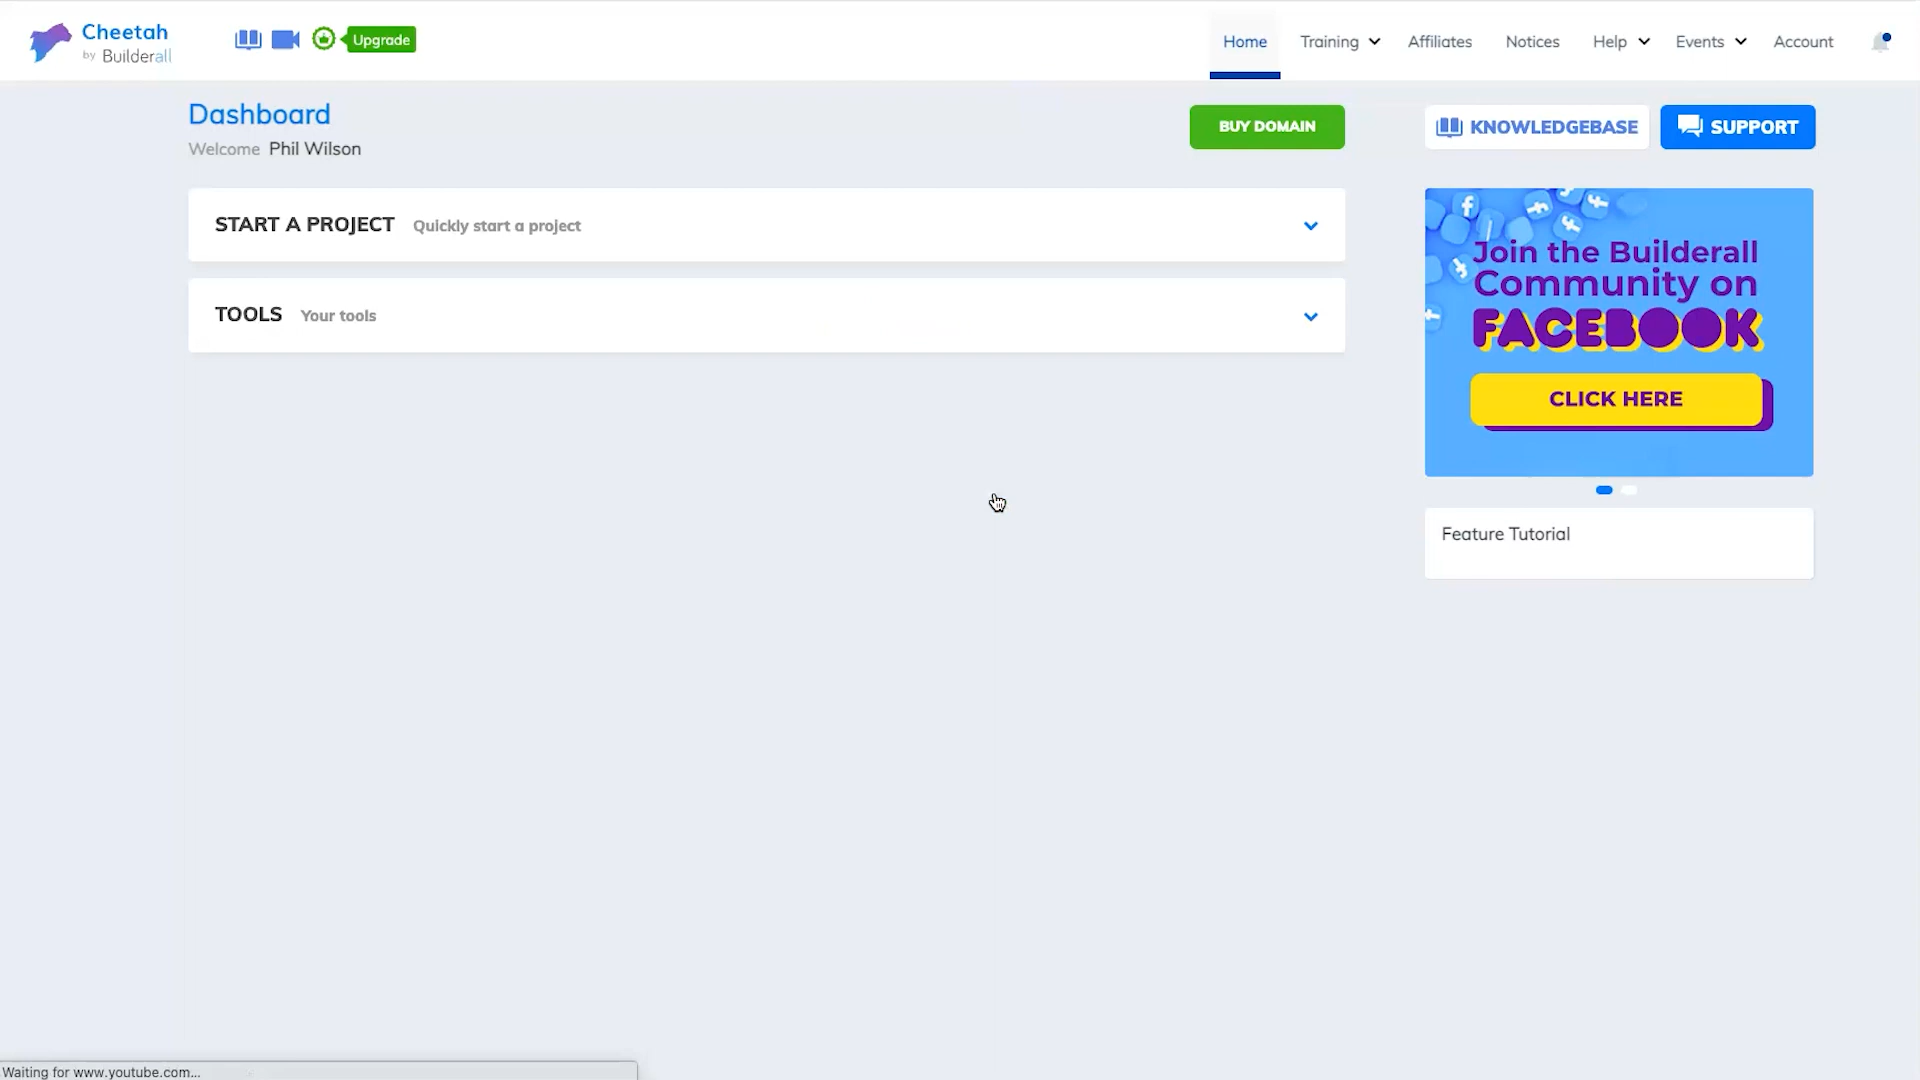 Cheetah
by Builderall
Upgrade
Home
Training
Affiliates
Notices
Help
Events
Account
Dashboard
Welcome Phil Wilson
BUY DOMAIN
KNOWLEDGEBASE
SUPPORT
START A PROJECT Quickly start a project
TOOLS Your tools
Join the Builderall
Community on
FACEBOOK
CLICK HERE
Feature Tutorial
Waiting for www.youtube.com...